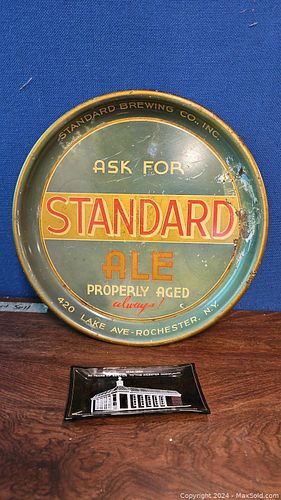 STANDARD BREWING CO., INC.
ASK FOR
STANDARD
ALE
PROPERLY AGED
always!
420 LAKE AVE-ROCHESTER, N.Y.
Copyright 2024 - MaxSold.com